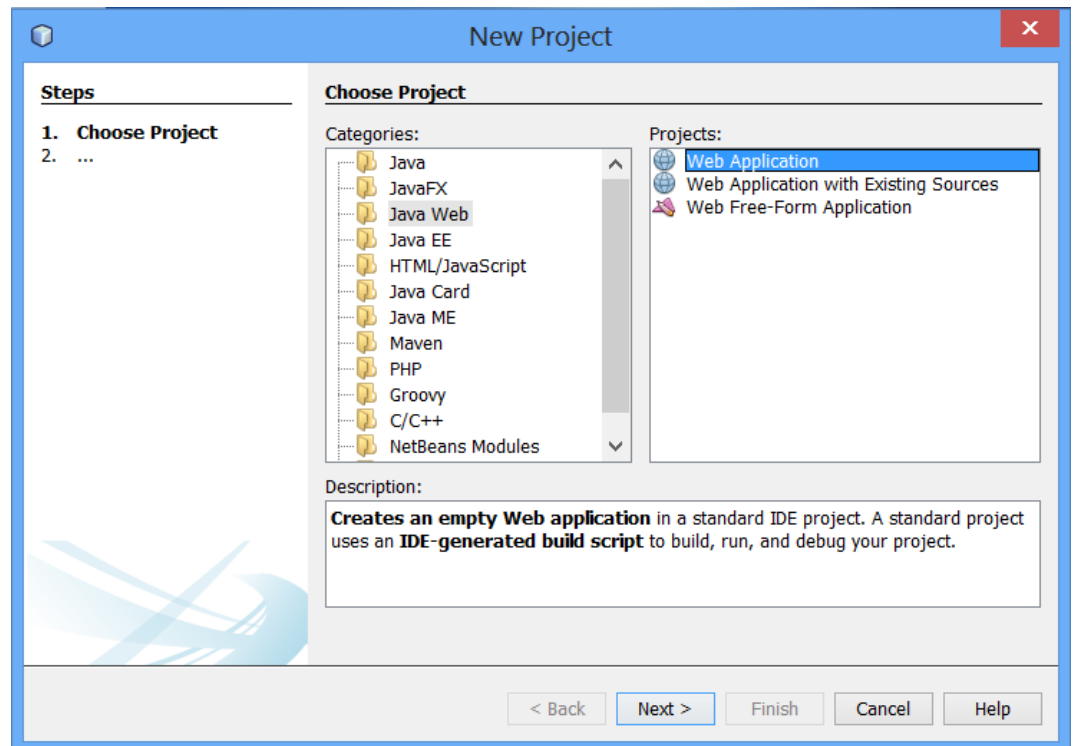 New Project
Steps
1. Choose Project
2. ...
Choose Project
Categories:
Java
JavaFX
Java Web
Java EE
HTML/JavaScript
Java Card
Java ME
Maven
PHP
Groovy
C/C++
NetBeans Modules
Projects:
Web Application
Web Application with Existing Sources
Web Free-Form Application
Description:
Creates an empty Web application in a standard IDE project. A standard project
uses an IDE-generated build script to build, run, and debug your project.
< Back
Next >
Finish
Cancel
Help